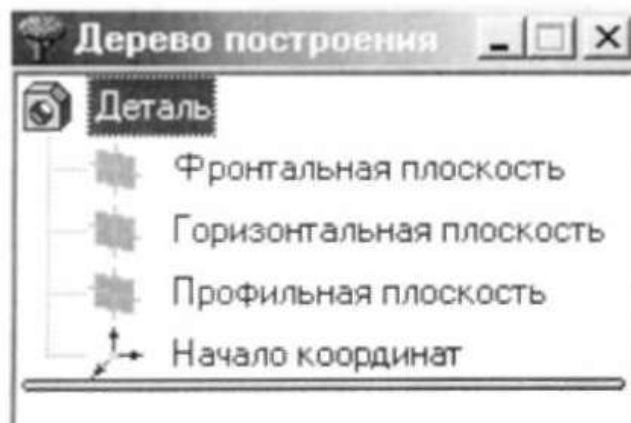 Дерево построения
Деталь
Фронтальная плоскость
Горизонтальная плоскость
Профильная плоскость
Начало координат